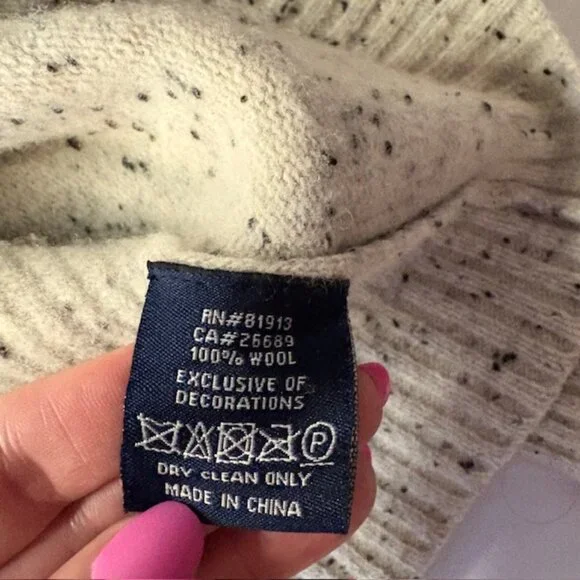 RN#81913
CA#26689
100% WOOL
EXCLUSIVE OF
DECORATIONS
P
DRY CLEAN ONLY
MADE IN CHINA